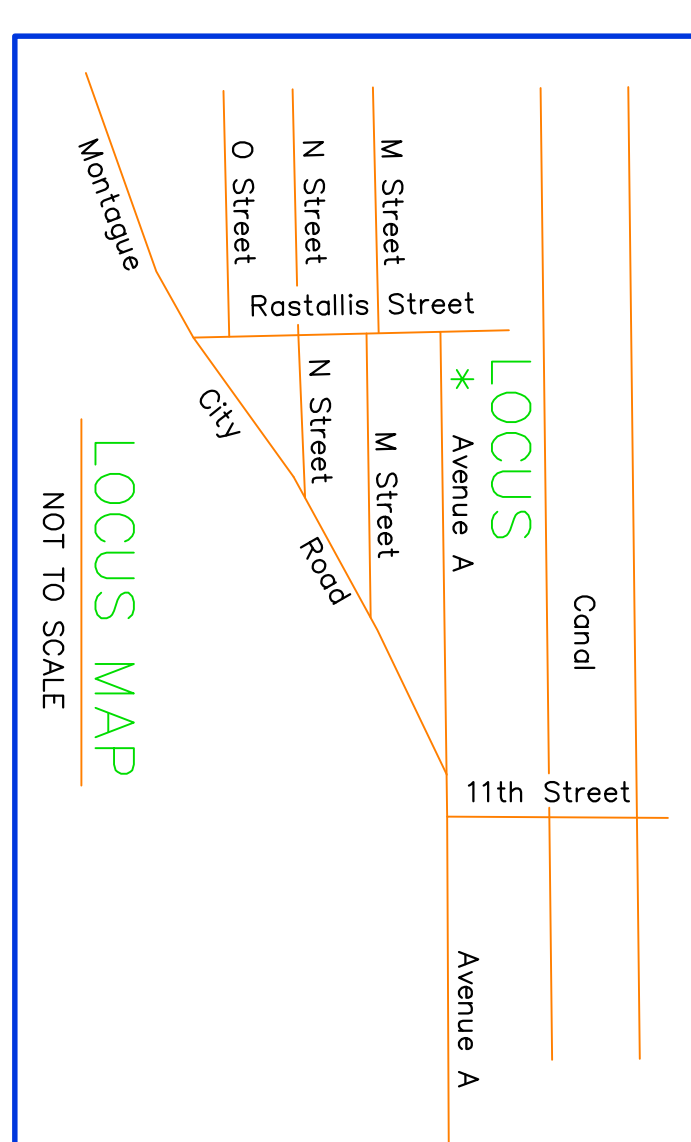 Montague
City
Road
O Street
N Street
M Street
Rastallis Street
N Street
M Street
LOCUS
*
Avenue A
Canal
11th Street
Avenue A
LOCUS MAP
NOT TO SCALE